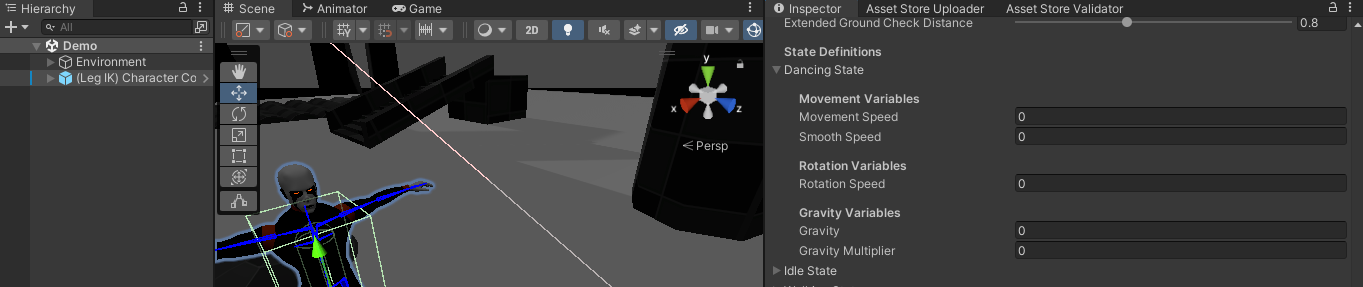 Hierarchy
All
Demo
Environment
(Leg IK) Character Co
Scene
Animator
Game
2D
y
x
z
Persp
Inspector
Asset Store Uploader
Asset Store Validator
Extended Ground Check Distance
0.8
State Definitions
Dancing State
Movement Variables
Movement Speed
0
Smooth Speed
0
Rotation Variables
Rotation Speed
0
Gravity Variables
Gravity
0
Gravity Multiplier
0
Idle State